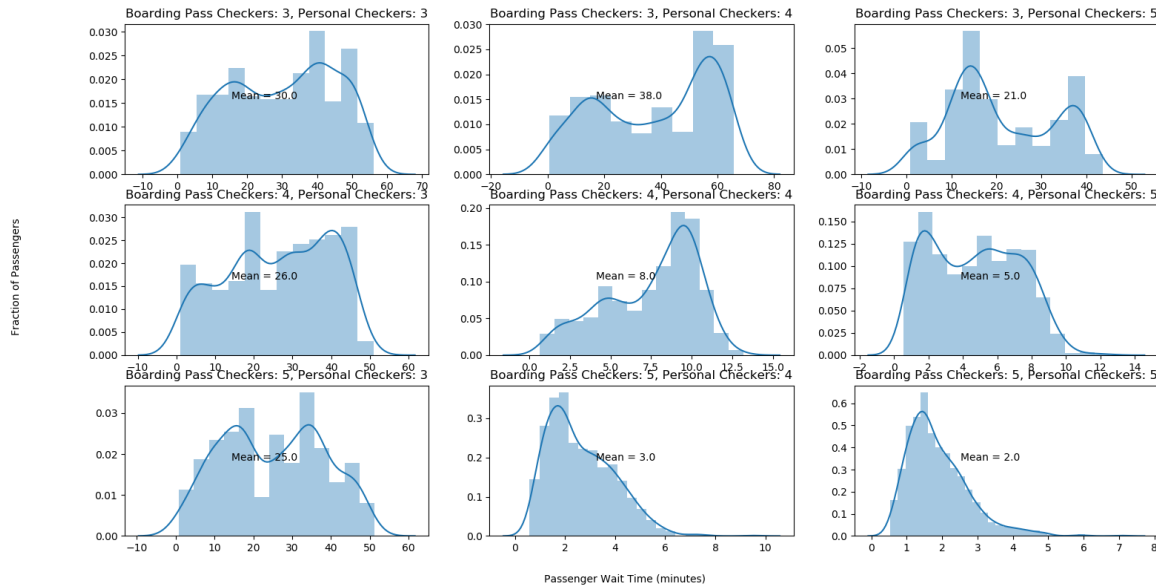 Boarding Pass Checkers: 3, Personal Checkers: 3
Boarding Pass Checkers: 3, Personal Checkers: 4
Boarding Pass Checkers: 3, Personal Checkers: 5
0.030
0.025
0.020
0.015
0.010
0.005
0.000
Mean = 30.0
−10 0 10 20 30 40 50 60 70
0.030
0.025
0.020
0.015
0.010
0.005
0.000
Mean = 38.0
−20 0 20 40 60 80
0.05
0.04
0.03
0.02
0.01
0.00
Mean = 21.0
−10 0 10 20 30 40 50
Boarding Pass Checkers: 4, Personal Checkers: 3
Boarding Pass Checkers: 4, Personal Checkers: 4
Boarding Pass Checkers: 4, Personal Checkers: 5
Fraction of Passengers
0.030
0.025
0.020
0.015
0.010
0.005
0.000
Mean = 26.0
−10 0 10 20 30 40 50 60
0.20
0.15
0.10
0.05
0.00
Mean = 8.0
0.0 2.5 5.0 7.5 10.0 12.5 15.0
0.150
0.125
0.100
0.075
0.050
0.025
0.000
Mean = 5.0
−2 0 2 4 6 8 10 12 14
Boarding Pass Checkers: 5, Personal Checkers: 3
Boarding Pass Checkers: 5, Personal Checkers: 4
Boarding Pass Checkers: 5, Personal Checkers: 5
0.03
0.02
0.01
0.00
Mean = 25.0
−10 0 10 20 30 40 50 60
0.3
0.2
0.1
0.0
Mean = 3.0
0 2 4 6 8 10
0.6
0.5
0.4
0.3
0.2
0.1
0.0
Mean = 2.0
0 1 2 3 4 5 6 7 8
Passenger Wait Time (minutes)